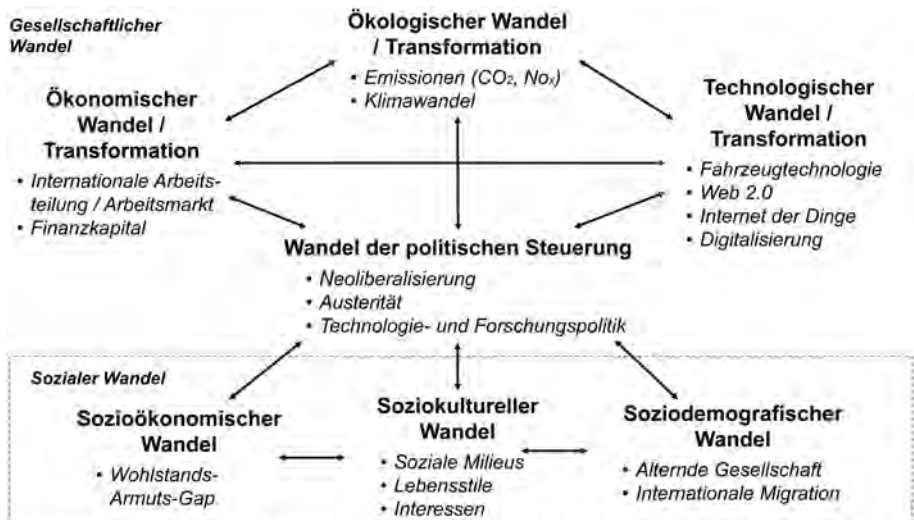 Gesellschaftlicher
Wandel
Ökologischer Wandel
/ Transformation
• Emissionen (CO₂, Noₓ)
• Klimawandel
Ökonomischer
Wandel /
Transformation
• Internationale Arbeits-
teilung / Arbeitsmarkt
• Finanzkapital
Technologischer
Wandel /
Transformation
• Fahrzeugtechnologie
• Web 2.0
• Internet der Dinge
• Digitalisierung
Wandel der politischen Steuerung
• Neoliberalisierung
• Austerität
• Technologie- und Forschungspolitik
Sozialer Wandel
Sozioökonomischer
Wandel
• Wohlstands-
Armuts-Gap
Soziokultureller
Wandel
• Soziale Milieus
• Lebensstile
• Interessen
Soziodemografischer
Wandel
• Alternde Gesellschaft
• Internationale Migration